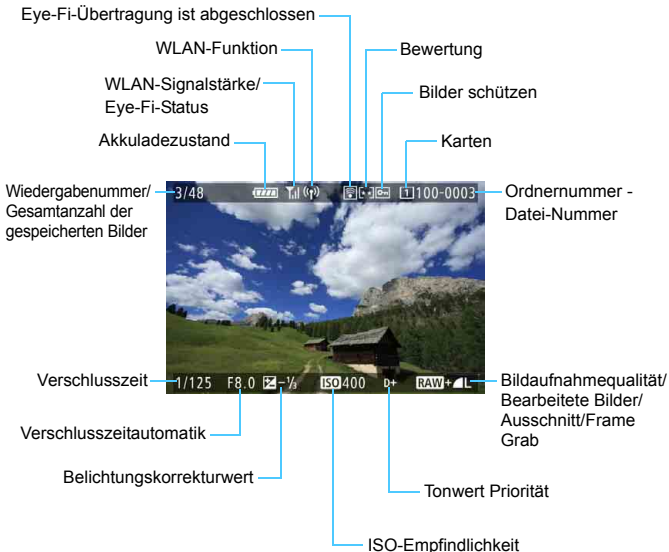 Eye-Fi-Übertragung ist abgeschlossen
WLAN-Funktion
Bewertung
WLAN-Signalstärke/
Eye-Fi-Status
Bilder schützen
Akkuladezustand
Karten
Wiedergabenummer/
Gesamtanzahl der
gespeicherten Bilder
3/48
1 100-0003
Ordnernummer -
Datei-Nummer
Verschlusszeit
1/125 F8.0 -1/3 ISO 400 D+ RAW+L
Bildaufnahmequalität/
Bearbeitete Bilder/
Ausschnitt/Frame
Grab
Verschlusszeitautomatik
Belichtungskorrekturwert
Tonwert Priorität
ISO-Empfindlichkeit